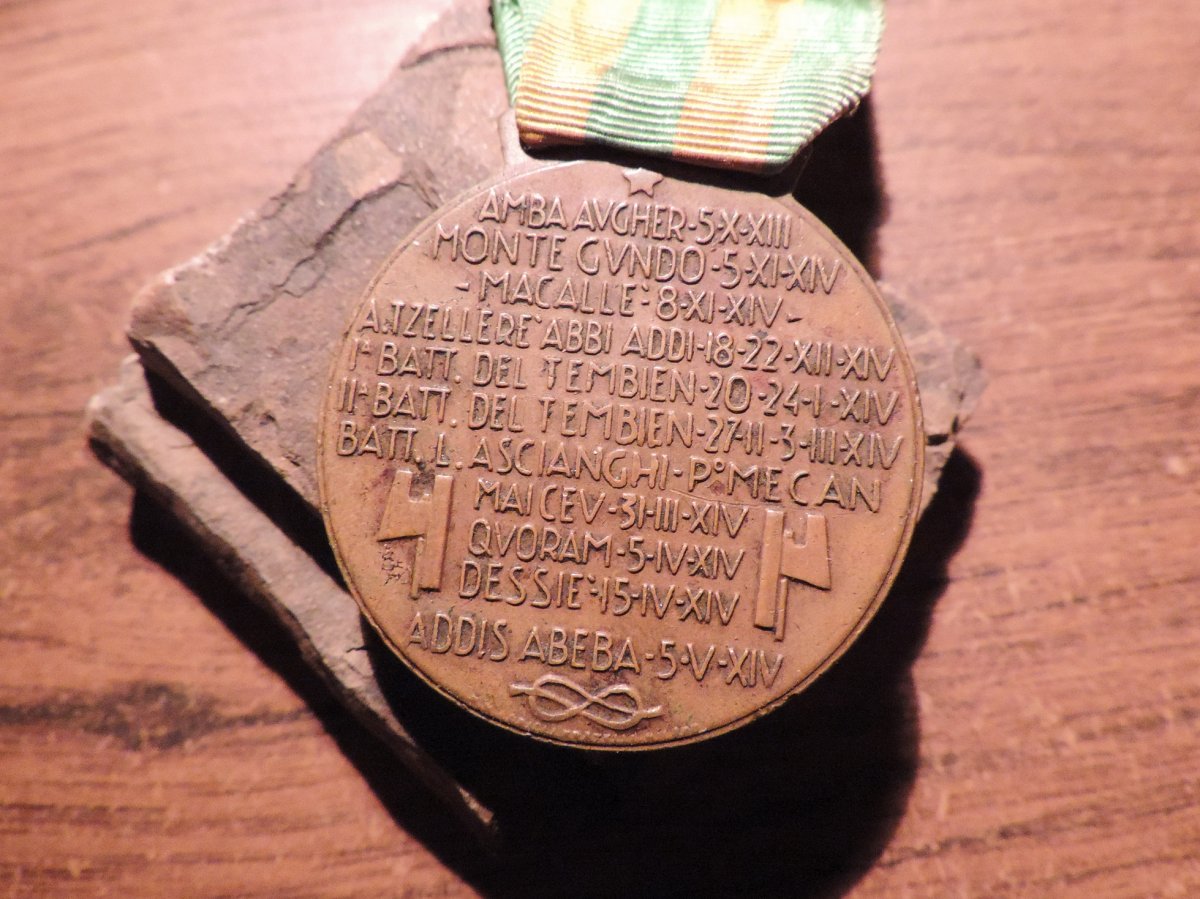 AMBA AVGHER·5·X·XIII
MONTE GVNDO·5·XI·XIV
- MACALLE'·8·XI·XIV -
A.TZELLERE'ABBI ADDI·18·22·XII·XIV
Iª BATT. DEL TEMBIEN·20·24·I·XIV
IIª BATT. DEL TEMBIEN·27·II·3·III·XIV
BATT. L. ASCIANGHI·P.º MECAN
MAI CEV·31·III·XIV
QVORAM·5·IV·XIV
DESSIE'·15·IV·XIV
ADDIS ABEBA·5·V·XIV